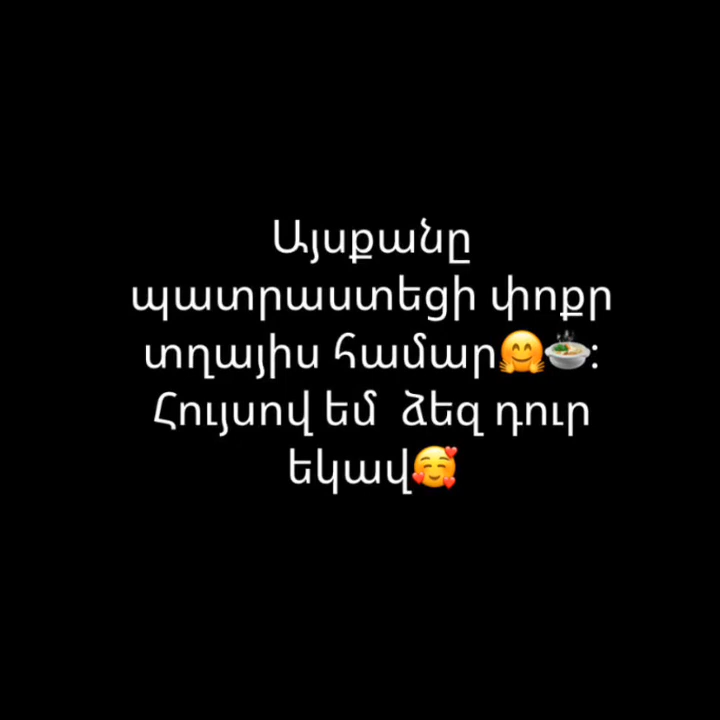 Այսքանը
պատրաստեցի փոքր
տղայիս համար🤗🍲:
Հույսով եմ  ձեզ դուր
եկավ🥰